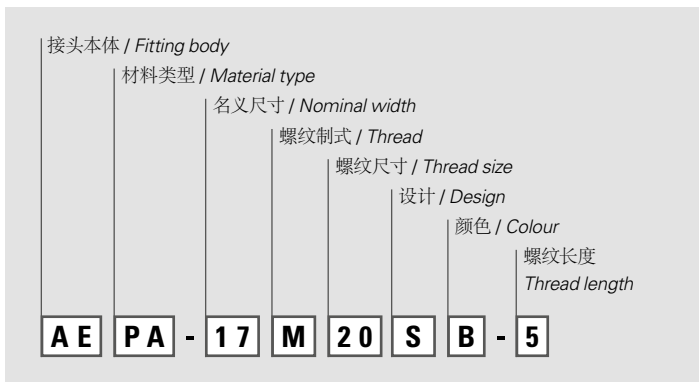 接头本体 / Fitting body
材料类型 / Material type
名义尺寸 / Nominal width
螺纹制式 / Thread
螺纹尺寸 / Thread size
设计 / Design
颜色 / Colour
螺纹长度
Thread length
AE PA - 17 M 20 S B - 5